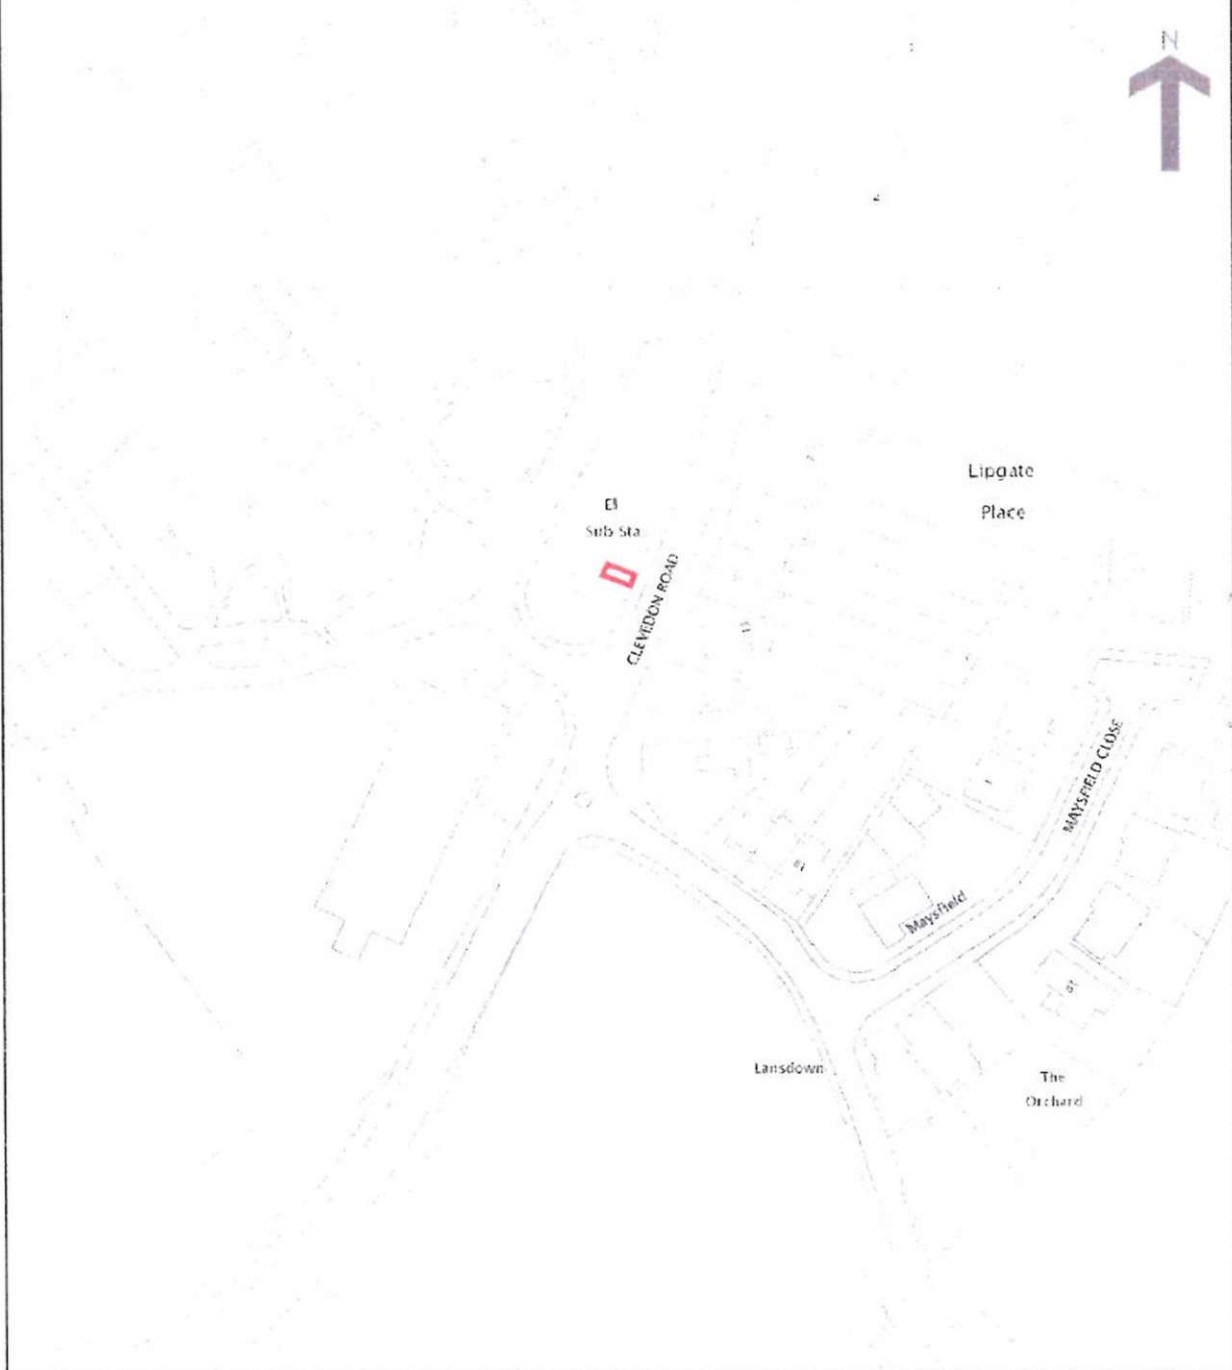 N
Lipgate
Place
El
Sub Sta
CLEVEDON ROAD
MAYSFIELD CLOSE
Maysfield
Lansdown
The
Orchard